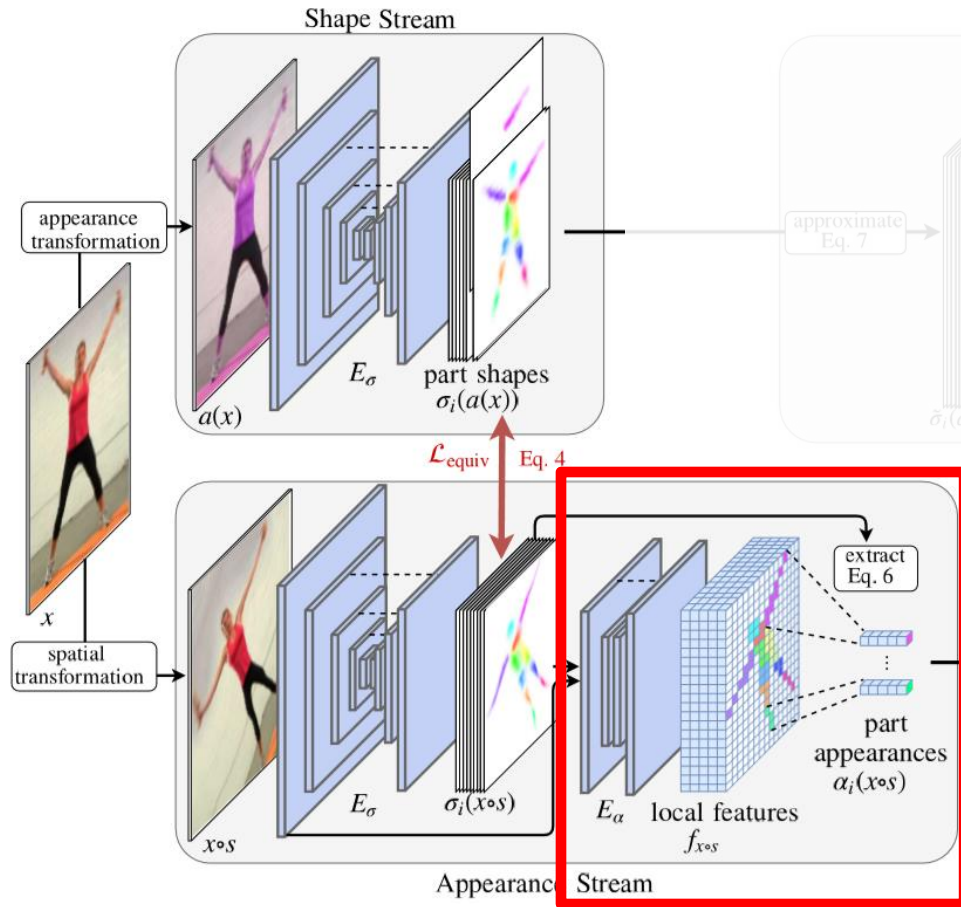 Shape Stream
appearance
transformation
approximate
Eq. 7
E_σ
part shapes
a(x)
σ_i(a(x))
L_equiv
Eq. 4
extract
Eq. 6
x
spatial
transformation
part
appearances
α_i(x∘s)
E_σ
σ_i(x∘s)
E_α
local features
x∘s
f_{x∘s}
Appearance Stream